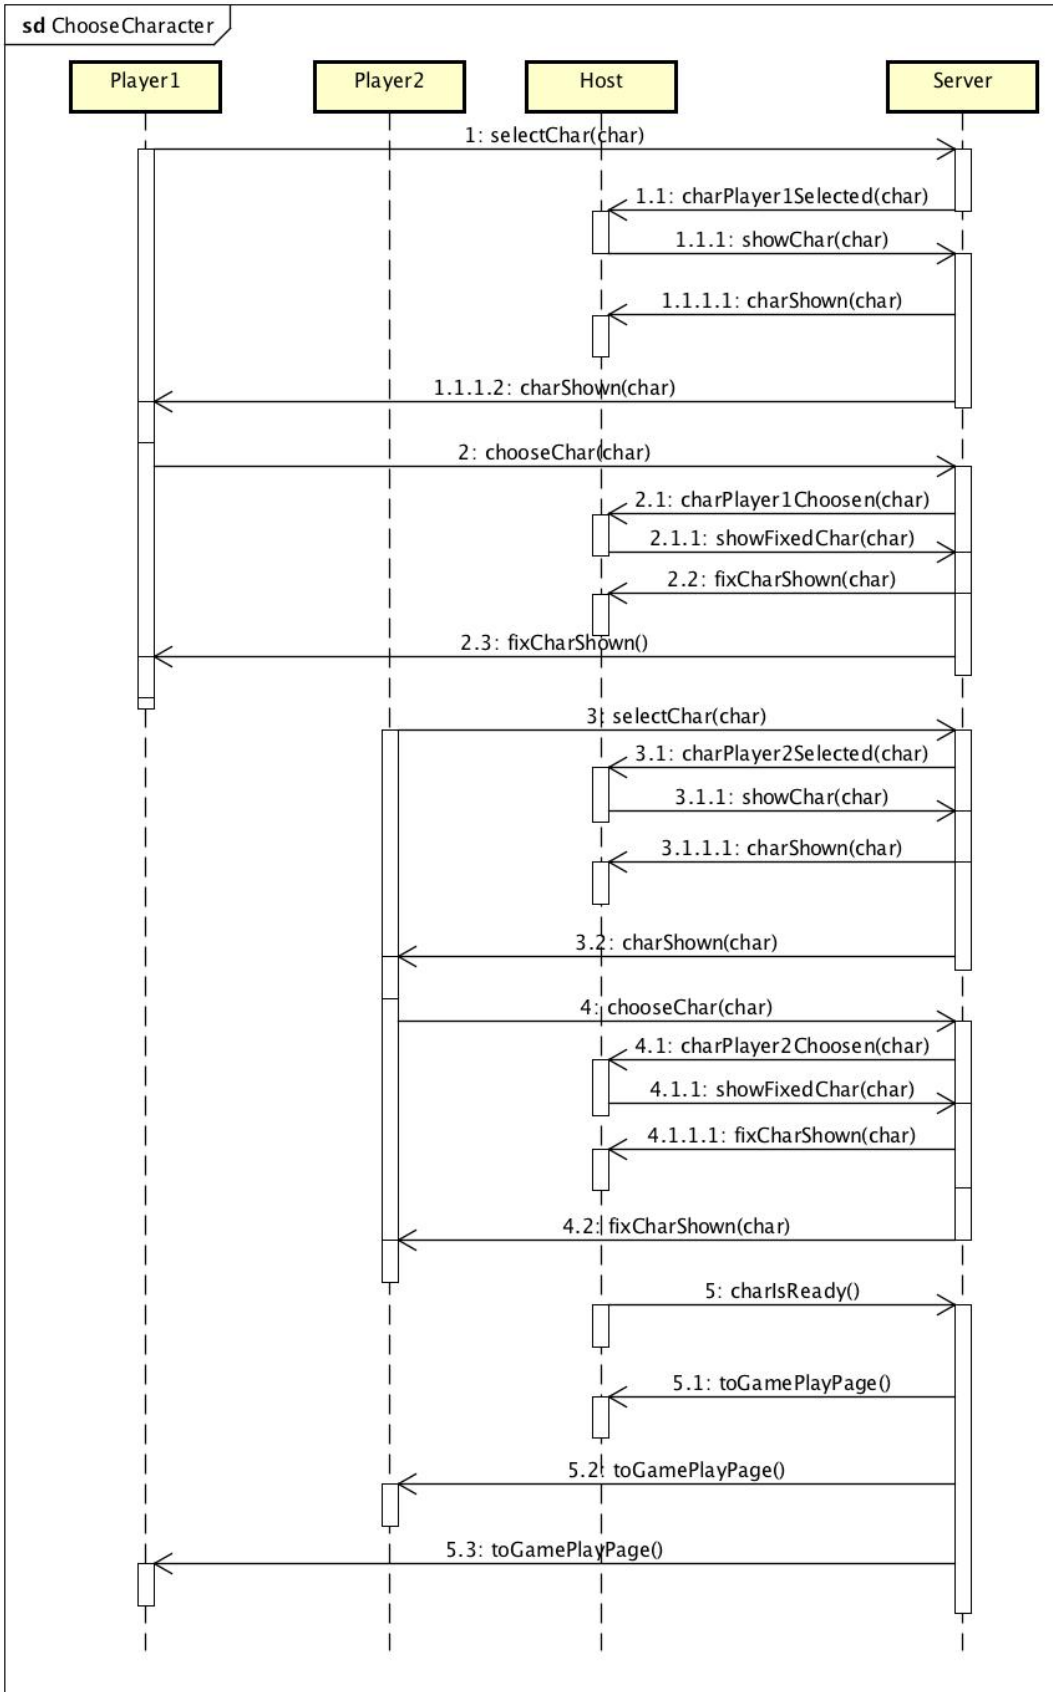 sd ChooseCharacter
Player1
Player2
Host
Server
1: selectChar(char)
1.1: charPlayer1Selected(char)
1.1.1: showChar(char)
1.1.1.1: charShown(char)
1.1.1.2: charShown(char)
2: chooseChar(char)
2.1: charPlayer1Choosen(char)
2.1.1: showFixedChar(char)
2.2: fixCharShown(char)
2.3: fixCharShown()
3: selectChar(char)
3.1: charPlayer2Selected(char)
3.1.1: showChar(char)
3.1.1.1: charShown(char)
3.2: charShown(char)
4: chooseChar(char)
4.1: charPlayer2Choosen(char)
4.1.1: showFixedChar(char)
4.1.1.1: fixCharShown(char)
4.2: fixCharShown(char)
5: charIsReady()
5.1: toGamePlayPage()
5.2: toGamePlayPage()
5.3: toGamePlayPage()